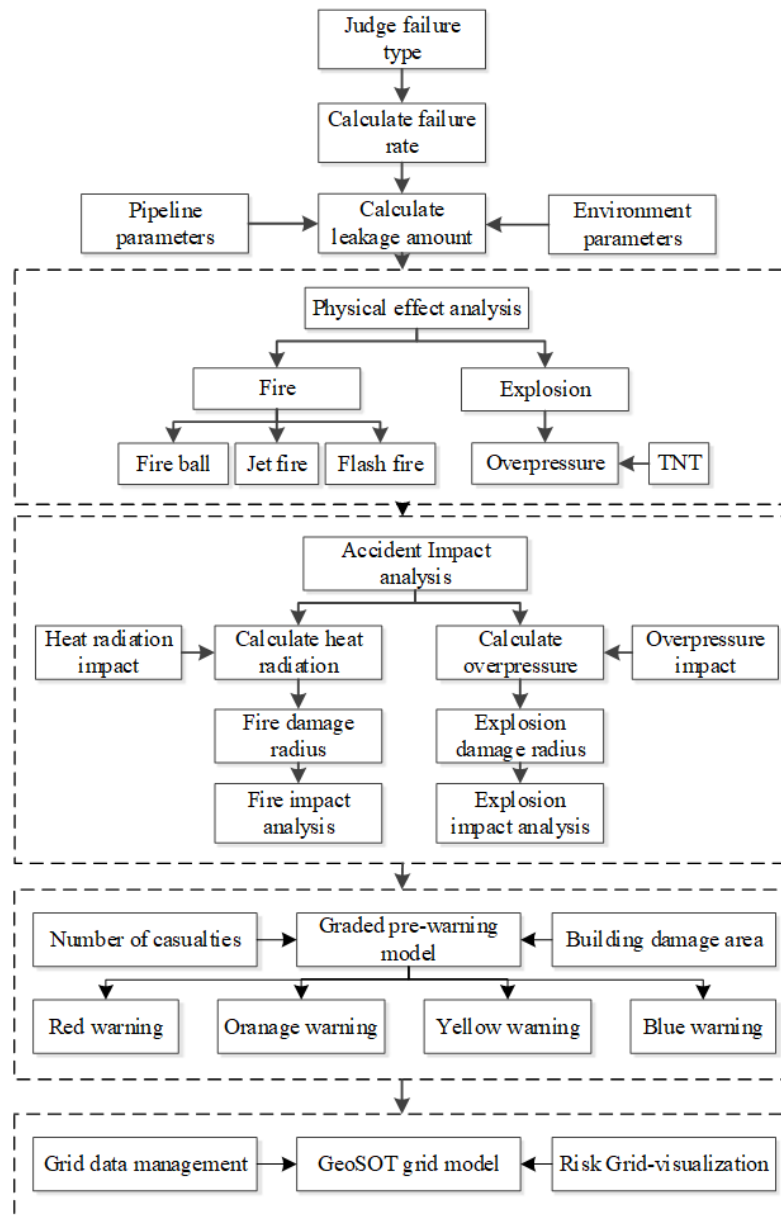 Judge failure
type
Calculate failure
rate
Pipeline
parameters
Calculate
leakage amount
Environment
parameters
Physical effect analysis
Fire
Explosion
Fire ball
Jet fire
Flash fire
Overpressure
TNT
Accident Impact
analysis
Heat radiation
impact
Calculate heat
radiation
Calculate
overpressure
Overpressure
impact
Fire damage
radius
Explosion
damage radius
Fire impact
analysis
Explosion
impact analysis
Number of casualties
Graded pre-warning
model
Building damage area
Red warning
Oranage warning
Yellow warning
Blue warning
Grid data management
GeoSOT grid model
Risk Grid-visualization